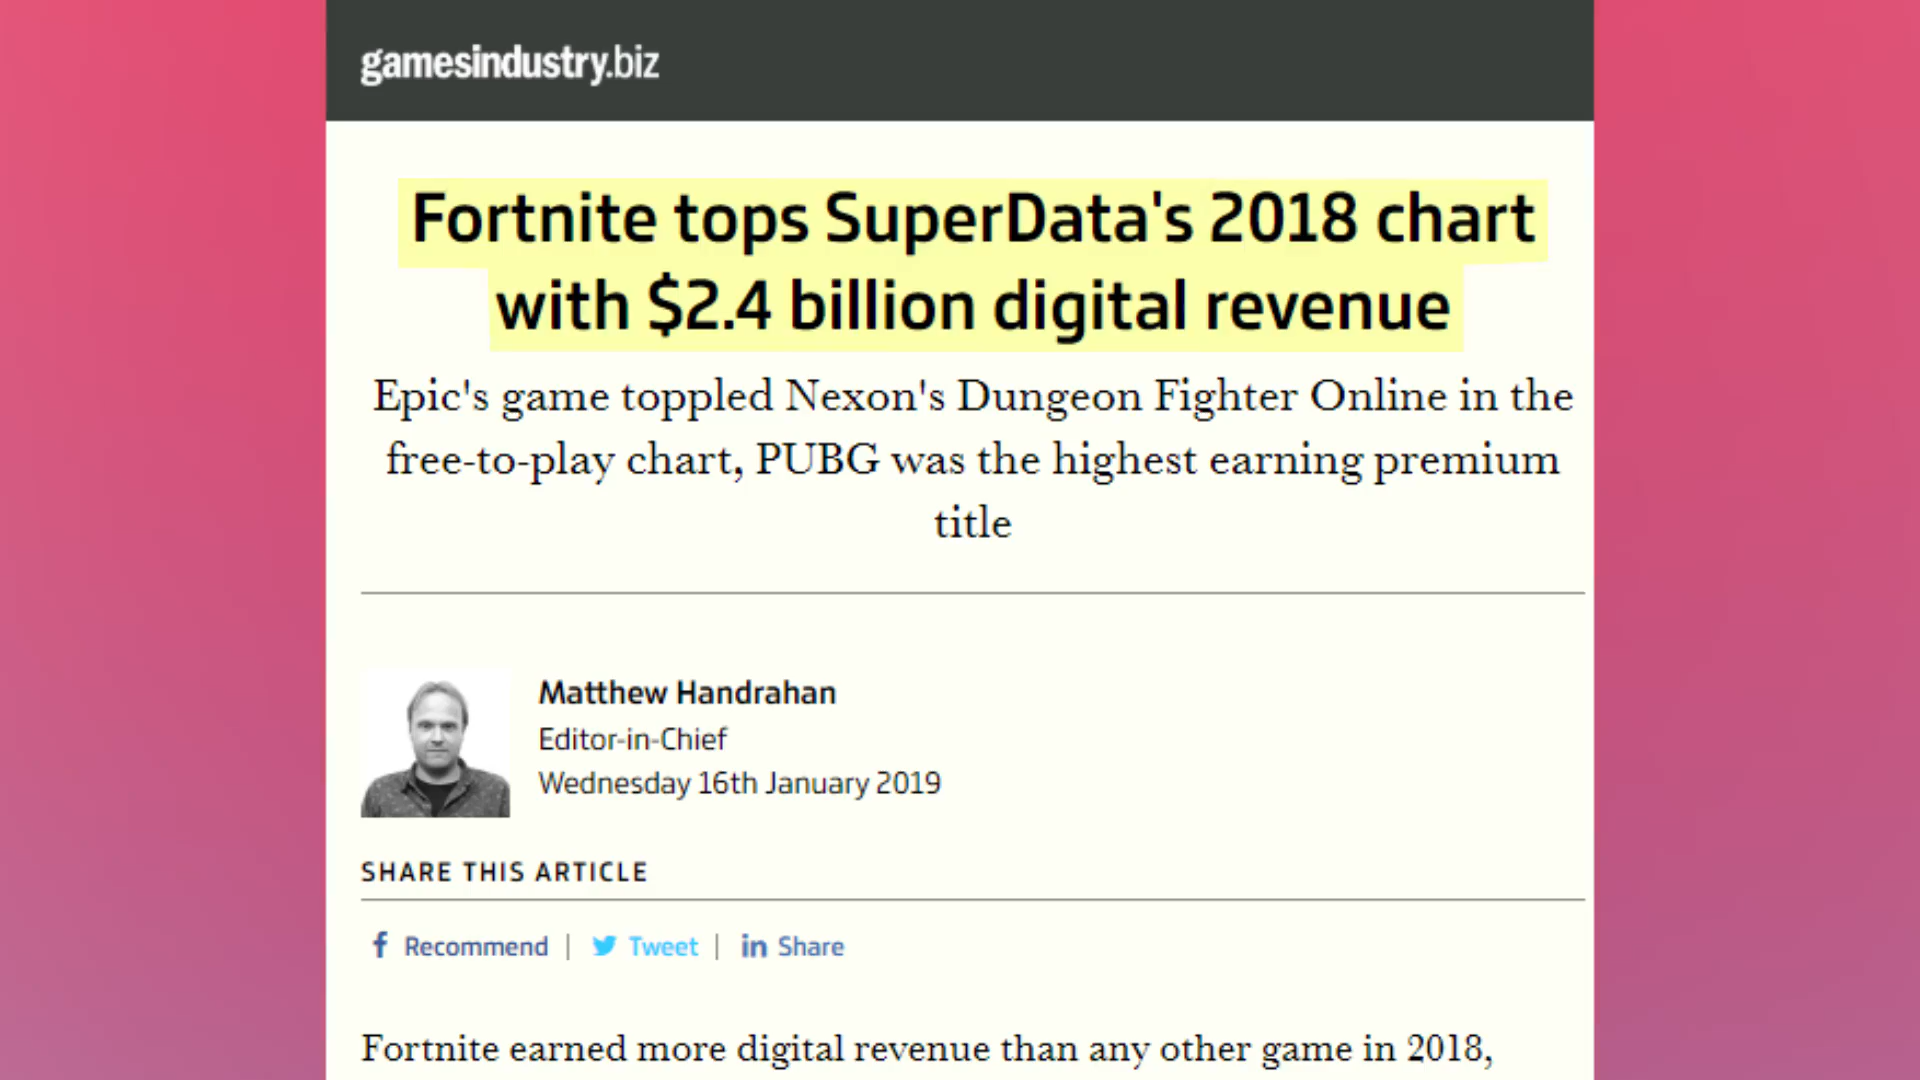 gamesindustry.biz
Fortnite tops SuperData's 2018 chart
with $2.4 billion digital revenue
Epic's game toppled Nexon's Dungeon Fighter Online in the
free-to-play chart, PUBG was the highest earning premium
title
Matthew Handrahan
Editor-in-Chief
Wednesday 16th January 2019
SHARE THIS ARTICLE
f Recommend | Tweet | in Share
Fortnite earned more digital revenue than any other game in 2018,